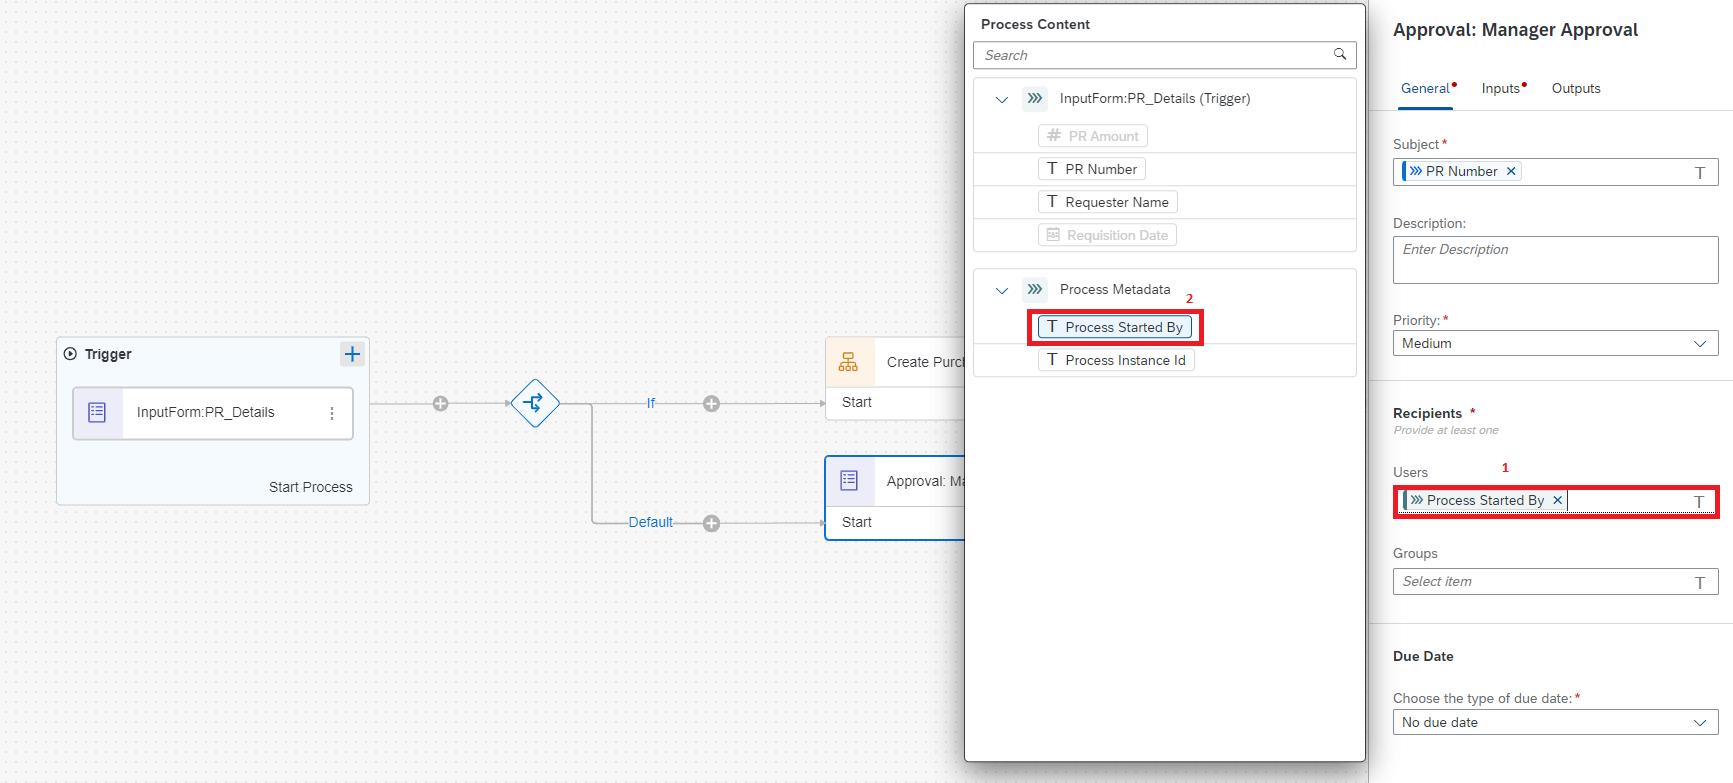 Trigger
InputForm:PR_Details
Start Process
If
Default
Create Purch
Start
Approval: Ma
Start
Process Content
Search
InputForm:PR_Details (Trigger)
# PR Amount
T PR Number
T Requester Name
Requisition Date
Process Metadata
2
T Process Started By
T Process Instance Id
Approval: Manager Approval
General Inputs Outputs
Subject*
PR Number × T
Description:
Enter Description
Priority:*
Medium
Recipients *
Provide at least one
Users 1
Process Started By × T
Groups
Select item T
Due Date
Choose the type of due date:*
No due date